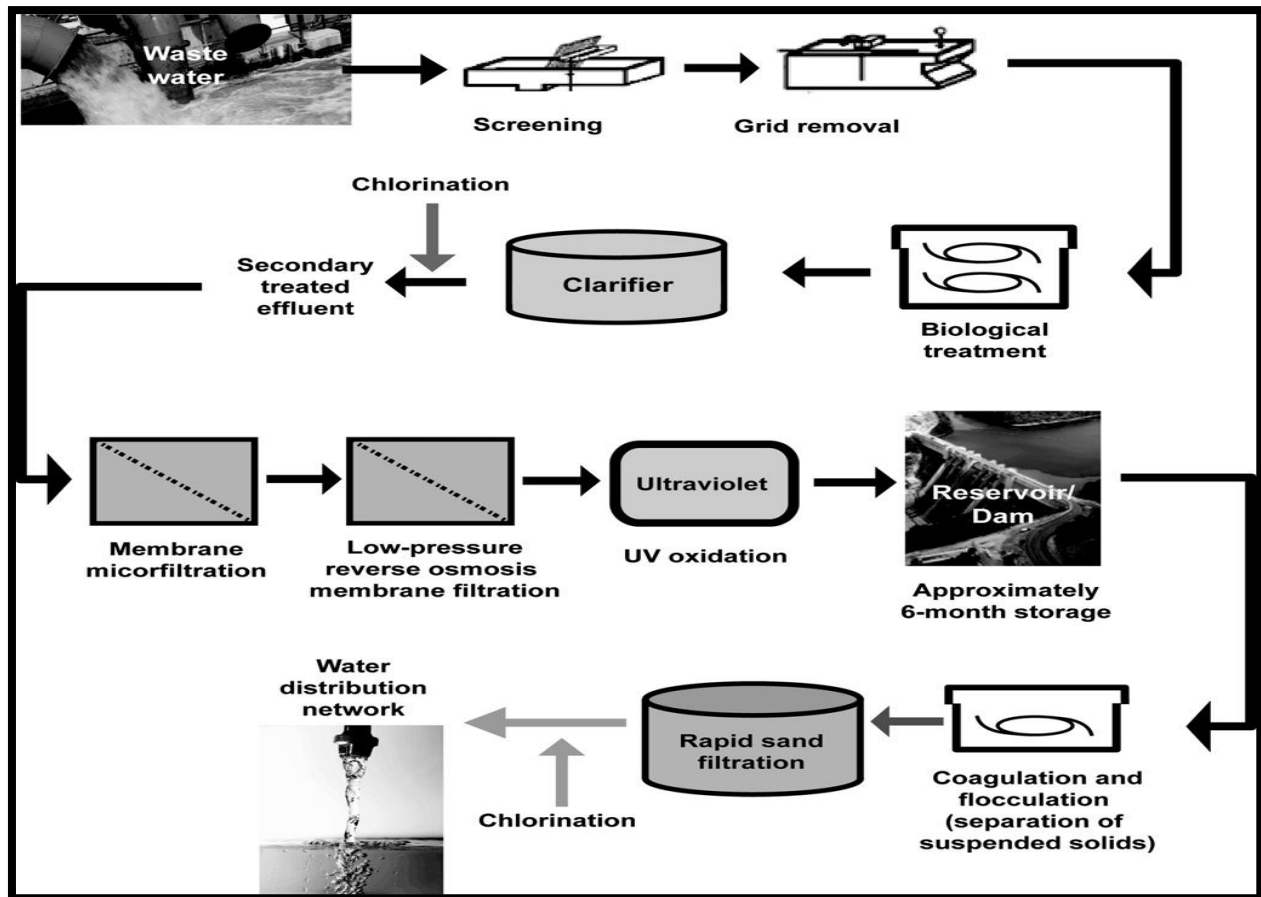 Waste
water
Screening
Grid removal
Chlorination
Secondary
treated
effluent
Clarifier
Biological
treatment
Membrane
micorfiltration
Low-pressure
reverse osmosis
membrane filtration
Ultraviolet
UV oxidation
Reservoir/
Dam
Approximately
6-month storage
Water
distribution
network
Chlorination
Rapid sand
filtration
Coagulation and
flocculation
(separation of
suspended solids)